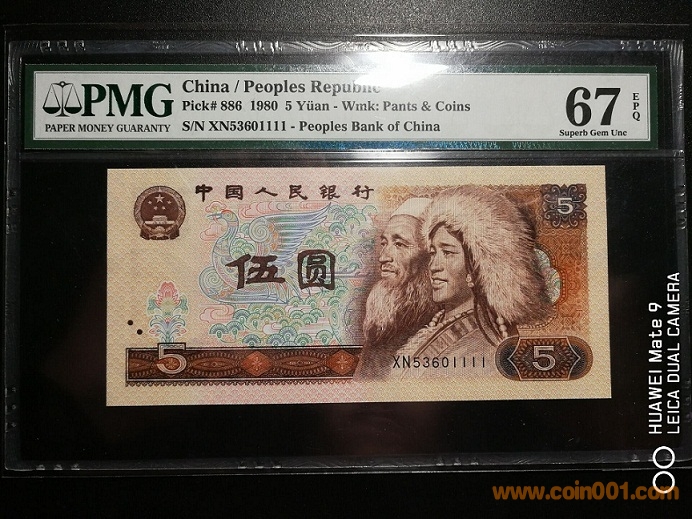 PMG
PAPER MONEY GUARANTY
China / Peoples Republic
Pick# 886 1980 5 Yüan - Wmk: Pants & Coins
S/N XN53601111 - Peoples Bank of China
67 EPQ
Superb Gem Unc
中国人民银行
5
伍圆
5
XN53601111
5
HUAWEI Mate 9
LEICA DUAL CAMERA
www.coin001.com